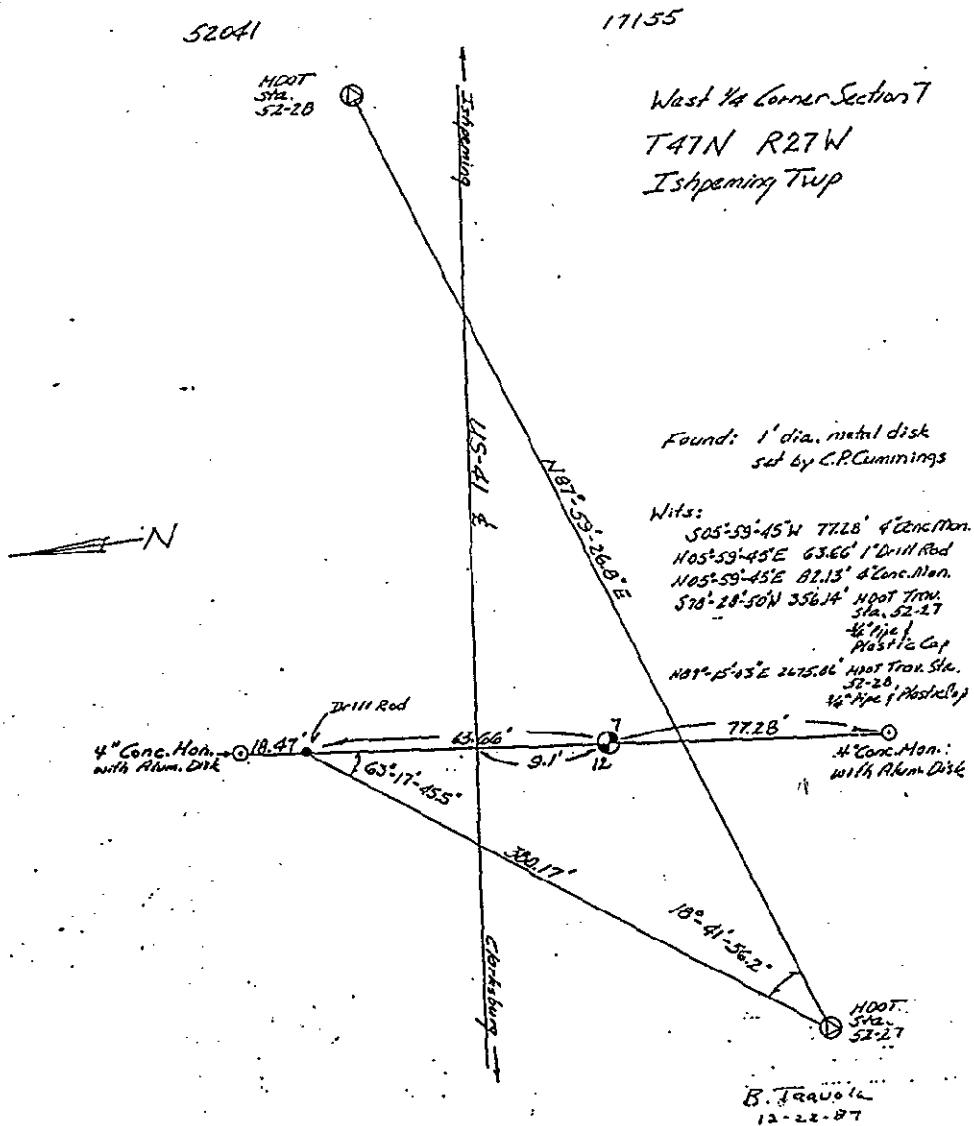 52041
17155
MDOT
Sta.
52-28
West 1/4 Corner Section 7
T47N R27W
Ishpeming Twp
Ishpeming
US-41 ℄
N87°-59'-26.8"E
Found: 1" dia. metal disk
set by C.P. Cummings
Wits:
S05°-59'-45"W 77.28' 4" Conc. Mon.
N05°-59'-45"E 63.66' 1" Drill Rod
N05°-59'-45"E 82.13' 4" Conc. Mon.
S78°-28'-50"W 356.14' MDOT Trav.
Sta. 52-27
3/4" Pipe &
Plastic Cap
N89°-15'-03"E 2675.06' MDOT Trav. Sta.
52-28
3/4" Pipe & Plastic Cap
N
Drill Rod
4" Conc. Mon.
with Alum. Disk
18.47'
63.66'
9.1'
7
12
77.28'
4" Conc. Mon.
with Alum. Disk
63°-17'-45.5"
380.17'
18°-41'-56.2"
Clarksburg
MDOT
Sta.
52-27
B. Taavola
12-22-87